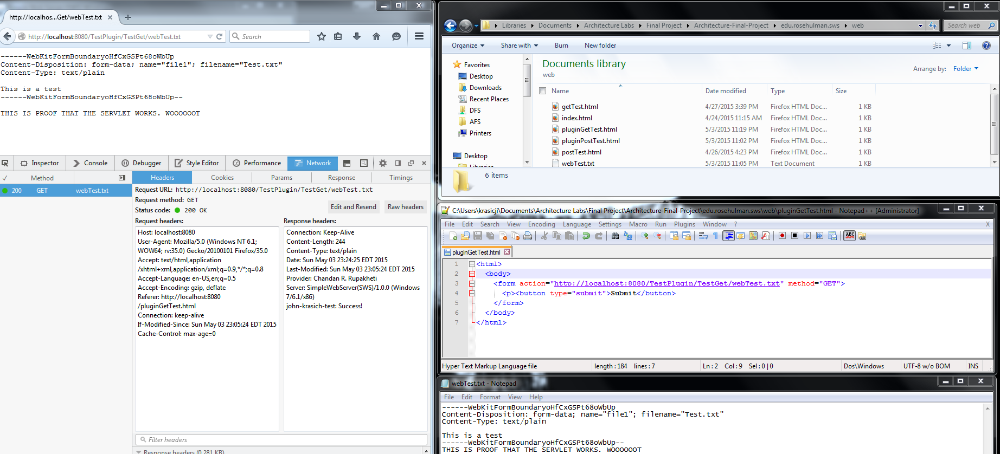 http://localhos...Get/webTest.txt
http://localhost:8080/TestPlugin/TestGet/webTest.txt
Search
------WebKitFormBoundaryoHfCxGSPt68oWbUp
Content-Disposition: form-data; name="file1"; filename="Test.txt"
Content-Type: text/plain
This is a test
------WebKitFormBoundaryoHfCxGSPt68oWbUp--
THIS IS PROOF THAT THE SERVLET WORKS. WOOOOOOT
Inspector Console Debugger Style Editor Performance Network
Method
Headers Cookies Params Response Timings
200 GET webTest.txt
Request URL: http://localhost:8080/TestPlugin/TestGet/webTest.txt
Request method: GET
Status code: 200 OK
Edit and Resend Raw headers
Request headers:
Host: localhost:8080
User-Agent: Mozilla/5.0 (Windows NT 6.1;
WOW64; rv:35.0) Gecko/20100101 Firefox/35.0
Accept: text/html,application
/xhtml+xml,application/xml;q=0.9,*/*;q=0.8
Accept-Language: en-US,en;q=0.5
Accept-Encoding: gzip, deflate
Referer: http://localhost:8080
/pluginGetTest.html
Connection: keep-alive
If-Modified-Since: Sun May 03 23:05:24 EDT 2015
Cache-Control: max-age=0
Response headers:
Connection: Keep-Alive
Content-Length: 244
Content-Type: text/plain
Date: Sun May 03 23:24:25 EDT 2015
Last-Modified: Sun May 03 23:05:24 EDT 2015
Provider: Chandan R. Rupakheti
Server: SimpleWebServer(SWS)/1.0.0 (Windows
7/6.1/x86)
john-krasich-test: Success!
Filter headers
Response headers (0.281 KB)
Libraries Documents Architecture Labs Final Project Architecture-Final-Project edu.rosehulman.sws web
Search web
Organize Share with Burn New folder
Favorites
Desktop
Downloads
Recent Places
DFS
AFS
Printers
Desktop
Libraries
Documents library
web
Arrange by: Folder
Name Date modified Type Size
getTest.html 4/27/2015 3:39 PM Firefox HTML Doc... 1 KB
index.html 4/24/2015 11:15 AM Firefox HTML Doc... 1 KB
pluginGetTest.html 5/3/2015 11:19 PM Firefox HTML Doc... 1 KB
pluginPostTest.html 5/3/2015 11:02 PM Firefox HTML Doc... 1 KB
postTest.html 4/26/2015 4:23 PM Firefox HTML Doc... 1 KB
webTest.txt 5/3/2015 11:05 PM Text Document 1 KB
6 items
C:\Users\krasicji\Documents\Architecture Labs\Final Project\Architecture-Final-Project\edu.rosehulman.sws\web\pluginGetTest.html - Notepad++ [Administrator]
File Edit Search View Encoding Language Settings Macro Run Plugins Window ? X
ABC
pluginGetTest.html
1 <html>
2 <body>
3 <form action="http://localhost:8080/TestPlugin/TestGet/webTest.txt" method="GET">
4 <p><button type="submit">Submit</button>
5 </form>
6 </body>
7 </html>
Hyper Text Markup Language file length : 184 lines : 7 Ln : 2 Col : 9 Sel : 0 | 0 Dos\Windows UTF-8 w/o BOM INS
webTest.txt - Notepad
File Edit Format View Help
------WebKitFormBoundaryoHfCxGSPt68oWbUp
Content-Disposition: form-data; name="file1"; filename="Test.txt"
Content-Type: text/plain
This is a test
------WebKitFormBoundaryoHfCxGSPt68oWbUp--
THIS IS PROOF THAT THE SERVLET WORKS. WOOOOOOT